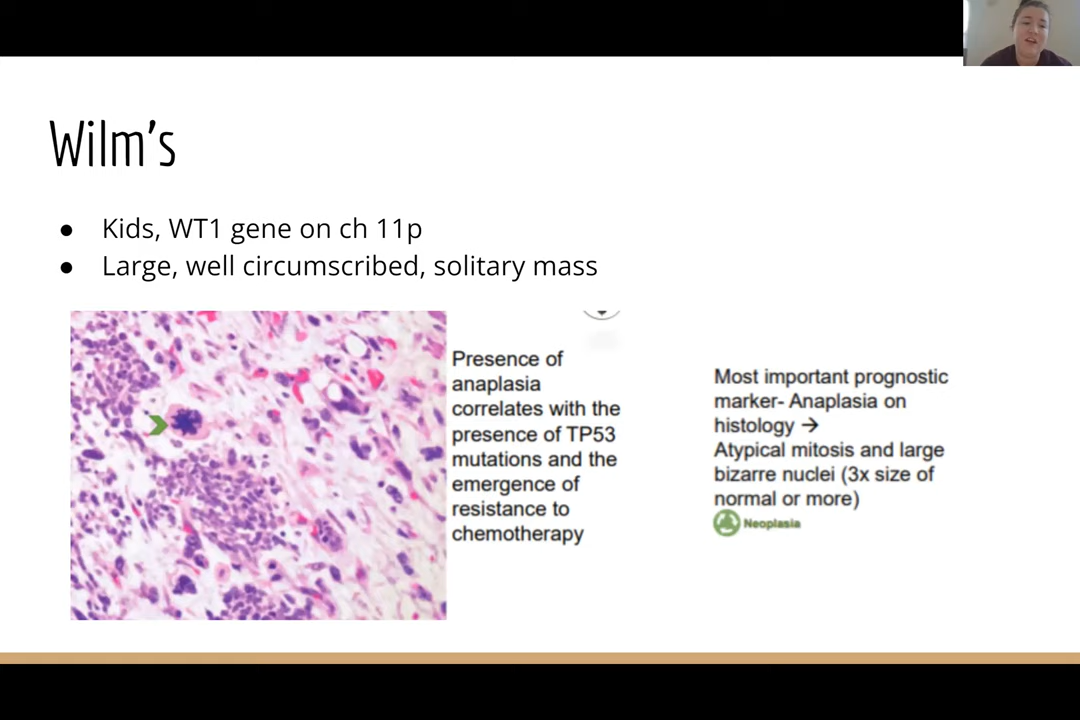 Wilm's
● Kids, WT1 gene on ch 11p
● Large, well circumscribed, solitary mass
Presence of
anaplasia
correlates with the
presence of TP53
mutations and the
emergence of
resistance to
chemotherapy
Most important prognostic
marker- Anaplasia on
histology →
Atypical mitosis and large
bizarre nuclei (3x size of
normal or more)
Neoplasia